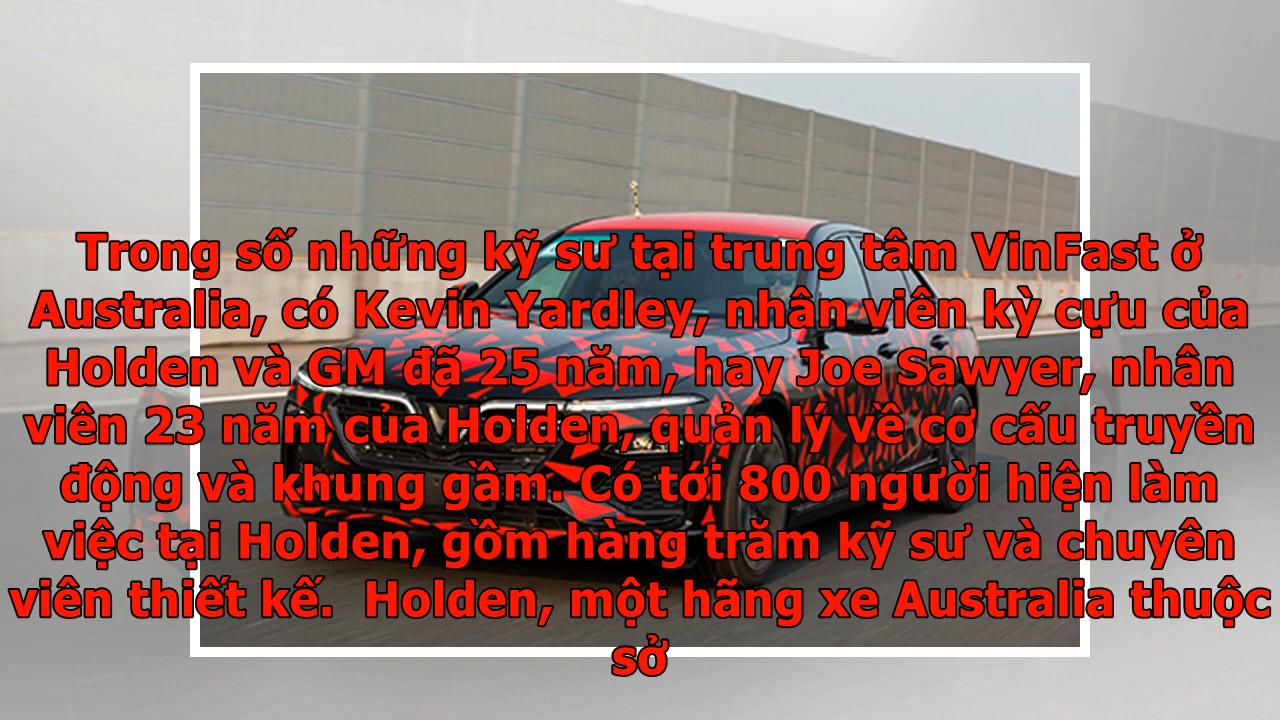 Trong số những kỹ sư tại trung tâm VinFast ở
Australia, có Kevin Yardley, nhân viên kỳ cựu của
Holden và GM đã 25 năm, hay Joe Sawyer, nhân
viên 23 năm của Holden, quản lý về cơ cấu truyền
động và khung gầm. Có tới 800 người hiện làm
việc tại Holden, gồm hàng trăm kỹ sư và chuyên
viên thiết kế.  Holden, một hãng xe Australia thuộc
sở